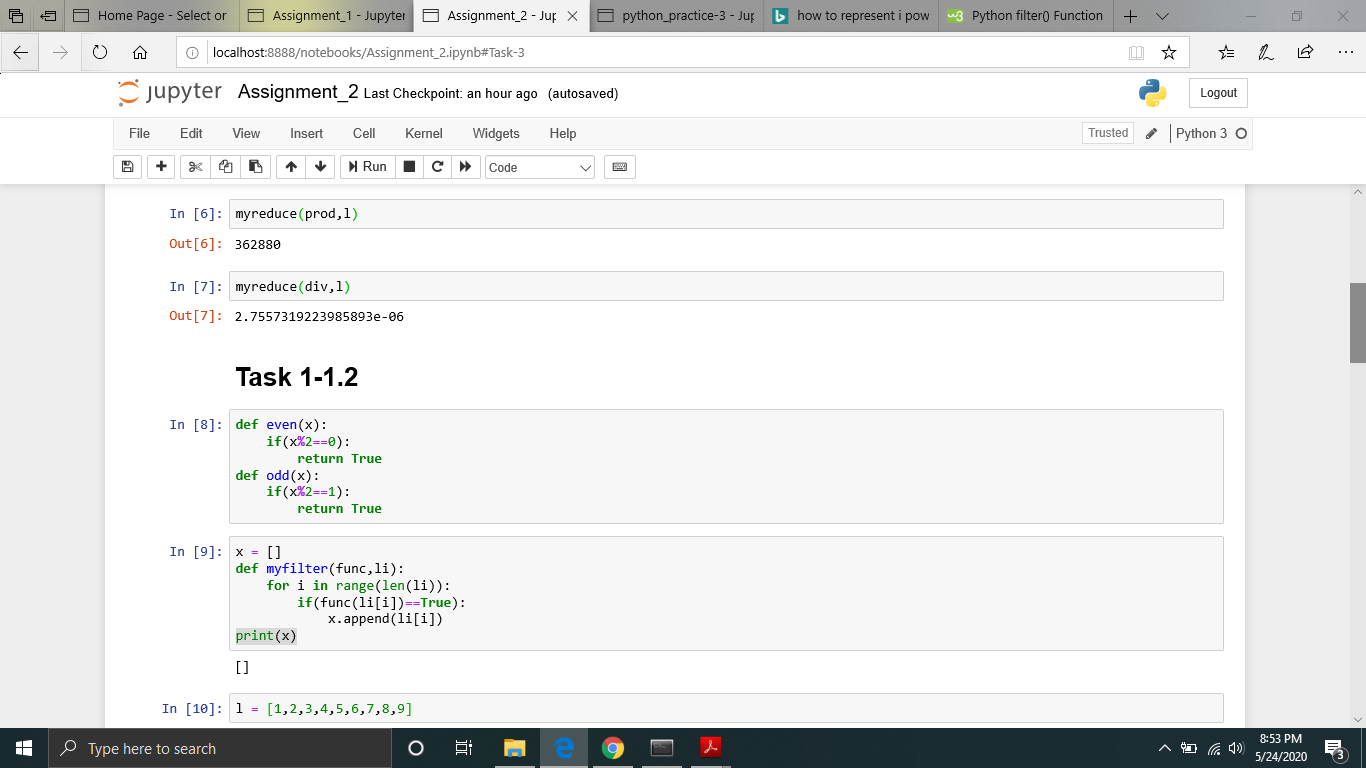 Home Page - Select or
Assignment_1 - Jupyter
Assignment_2 - Jup
python_practice-3 - Jup
how to represent i pow
Python filter() Function
localhost:8888/notebooks/Assignment_2.ipynb#Task-3
jupyter Assignment_2 Last Checkpoint: an hour ago (autosaved)
Logout
File Edit View Insert Cell Kernel Widgets Help
Trusted Python 3
Run Code
In [6]: myreduce(prod,l)
Out[6]: 362880
In [7]: myreduce(div,l)
Out[7]: 2.7557319223985893e-06
Task 1-1.2
In [8]: def even(x):
    if(x%2==0):
        return True
def odd(x):
    if(x%2==1):
        return True
In [9]: x = []
def myfilter(func,li):
    for i in range(len(li)):
        if(func(li[i])==True):
            x.append(li[i])
print(x)
[]
In [10]: l = [1,2,3,4,5,6,7,8,9]
Type here to search
8:53 PM
5/24/2020
3